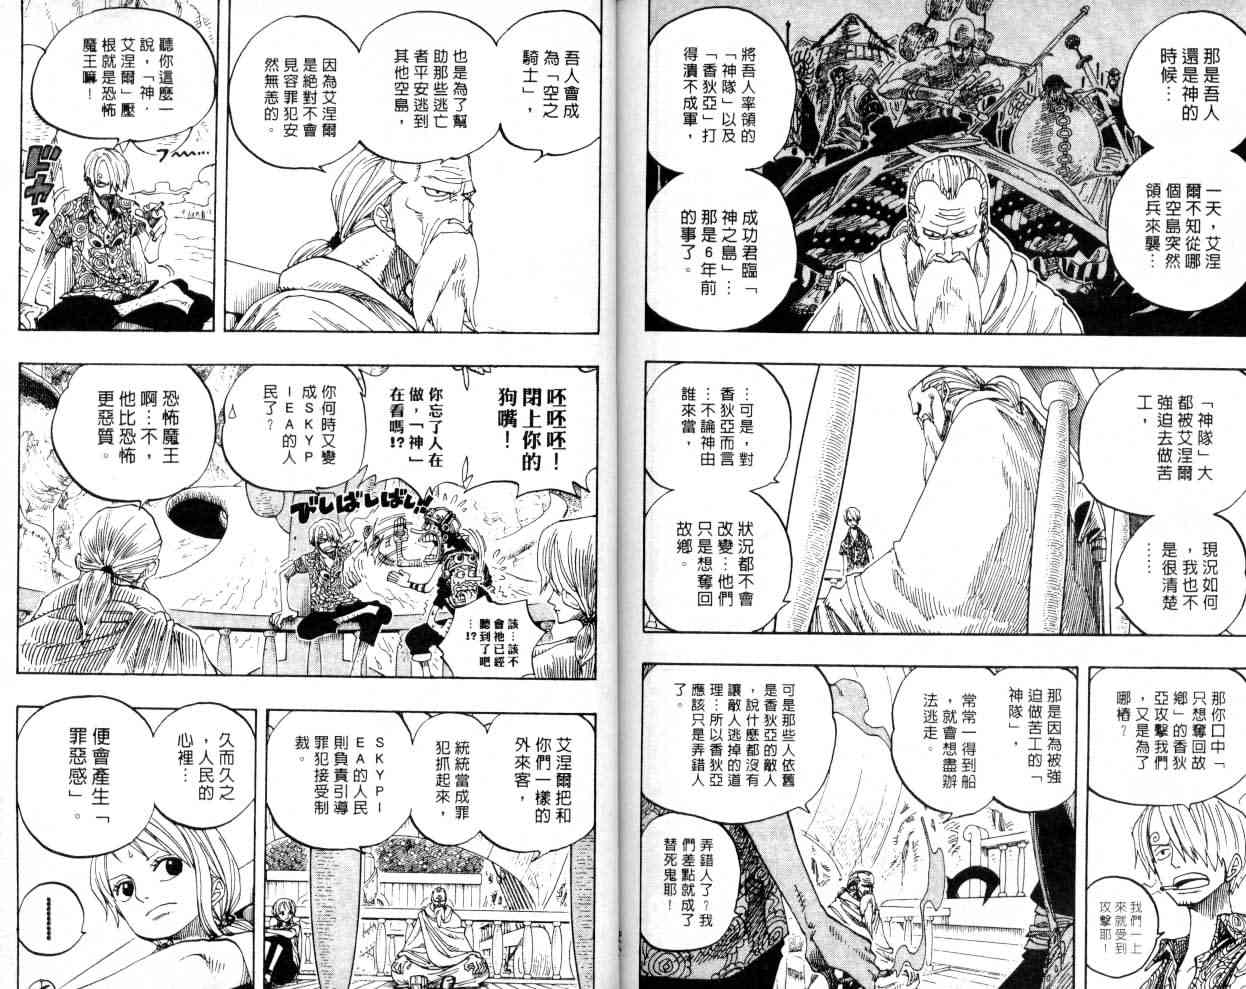 那是吾人
還是神的
時候…
一天，艾涅
爾不知從哪
個空島突然
領兵來襲…
將吾人率領的
「神隊」以及
「香狄亞」打
得潰不成軍，
成功君臨「
神之島」…
那是6年前
的事了。
「神隊」大
都被艾涅爾
強迫去做苦
工，
現況如何
，我也不
是很清楚
……
…可是，對
香狄亞而言
…不論神由
誰來當，
狀況都不會
改變…他們
只是想奪回
故鄉。
那你口中「
只想奪回故
鄉」的香狄
亞攻擊我們
，又是為了
哪樁？
我們一上
來就受到
攻擊耶！
那是因為被強
迫做苦工的「
神隊」，
常常一得到船
，就會想盡辦
法逃走。
可是那些人依舊
是香狄亞的敵人
，說什麼都沒有
讓敵人逃掉的道
理…所以香狄亞
應該只是弄錯人
了。
弄錯人了？我
們差點就成了
替死鬼耶！
吾人會成
為「空之
騎士」，
也是為了幫
助那些逃亡
者平安逃到
其他空島，
因為艾涅爾
是絕對不會
見容罪犯安
然無恙的。
聽你這麼一
說，「神．
艾涅爾」壓
根就是恐怖
魔王嘛！
フー…
ドカッ
呸呸呸！
閉上你的
狗嘴！
你忘了人在
做，「神」
在看嗎!?
你何時又變
成SKYP
IEA的人
民了？
恐怖魔王
啊…不，
他比恐怖
更惡質。
びしばしばし!!
該…該不
會祂已經
聽到了吧
…!?
艾涅爾把和
你們一樣的
外來客，
統統當成罪
犯抓起來，
SKYPI
EA的人民
則負責引導
罪犯接受制
裁。
久而久之
，人民的
心裡…
便會產生「
罪惡感」。
………